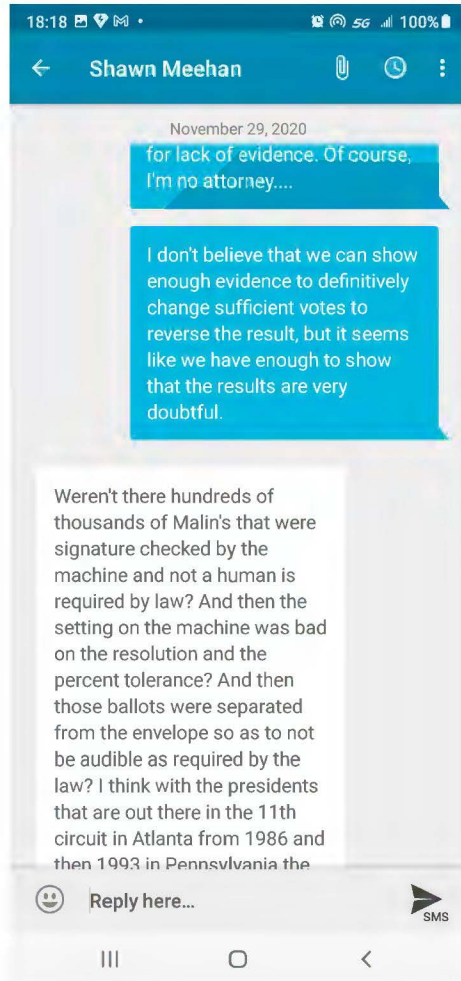 18:18
5G
100%
Shawn Meehan
November 29, 2020
for lack of evidence. Of course,
I'm no attorney....
I don't believe that we can show
enough evidence to definitively
change sufficient votes to
reverse the result, but it seems
like we have enough to show
that the results are very
doubtful.
Weren't there hundreds of
thousands of Malin's that were
signature checked by the
machine and not a human is
required by law? And then the
setting on the machine was bad
on the resolution and the
percent tolerance? And then
those ballots were separated
from the envelope so as to not
be audible as required by the
law? I think with the presidents
that are out there in the 11th
circuit in Atlanta from 1986 and
then 1993 in Pennsylvania the
Reply here...
SMS